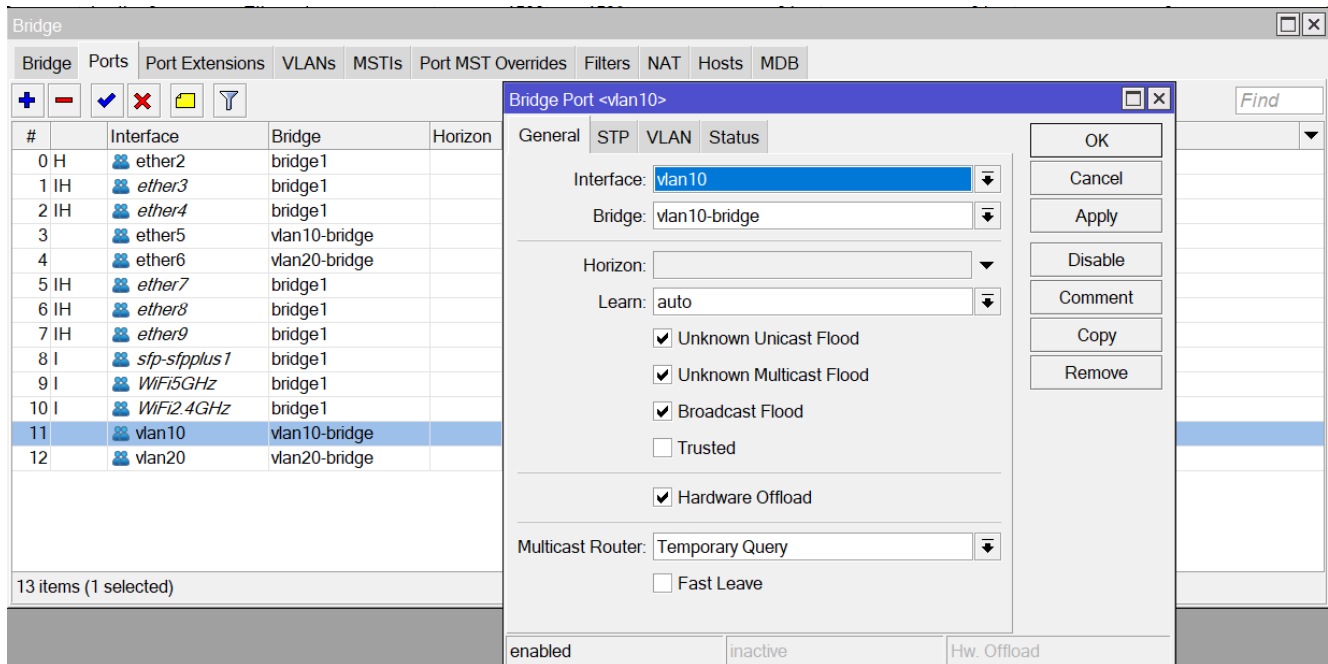 Bridge
Bridge Ports Port Extensions VLANs MSTIs Port MST Overrides Filters NAT Hosts MDB
Find
# Interface Bridge Horizon
0 H ether2 bridge1
1 IH ether3 bridge1
2 IH ether4 bridge1
3 ether5 vlan10-bridge
4 ether6 vlan20-bridge
5 IH ether7 bridge1
6 IH ether8 bridge1
7 IH ether9 bridge1
8 I sfp-sfpplus1 bridge1
9 I WiFi5GHz bridge1
10 I WiFi2.4GHz bridge1
11 vlan10 vlan10-bridge
12 vlan20 vlan20-bridge
13 items (1 selected)
Bridge Port <vlan10>
General STP VLAN Status
Interface: vlan10
Bridge: vlan10-bridge
Horizon:
Learn: auto
Unknown Unicast Flood
Unknown Multicast Flood
Broadcast Flood
Trusted
Hardware Offload
Multicast Router: Temporary Query
Fast Leave
OK
Cancel
Apply
Disable
Comment
Copy
Remove
enabled inactive Hw. Offload